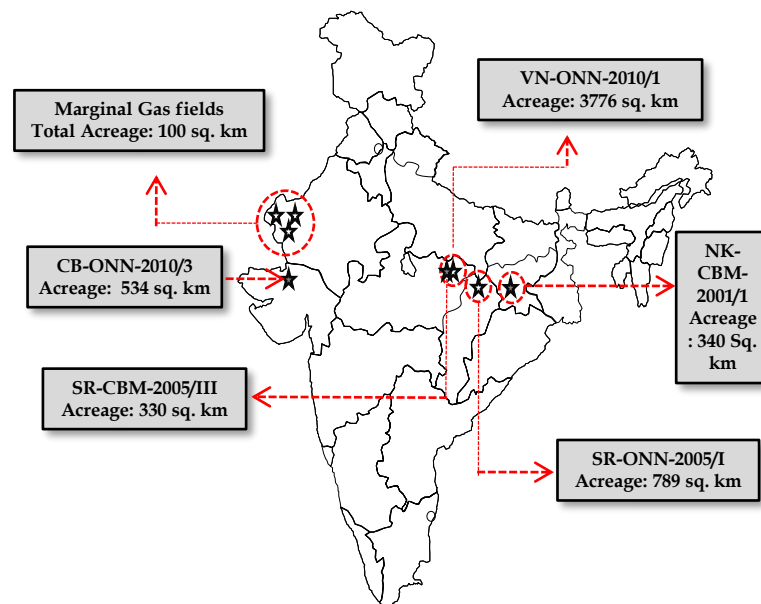 VN-ONN-2010/1
Acreage: 3776 sq. km
Marginal Gas fields
Total Acreage: 100 sq. km
CB-ONN-2010/3
Acreage: 534 sq. km
NK-
CBM-
2001/1
Acreage
: 340 Sq.
km
SR-CBM-2005/III
Acreage: 330 sq. km
SR-ONN-2005/I
Acreage: 789 sq. km